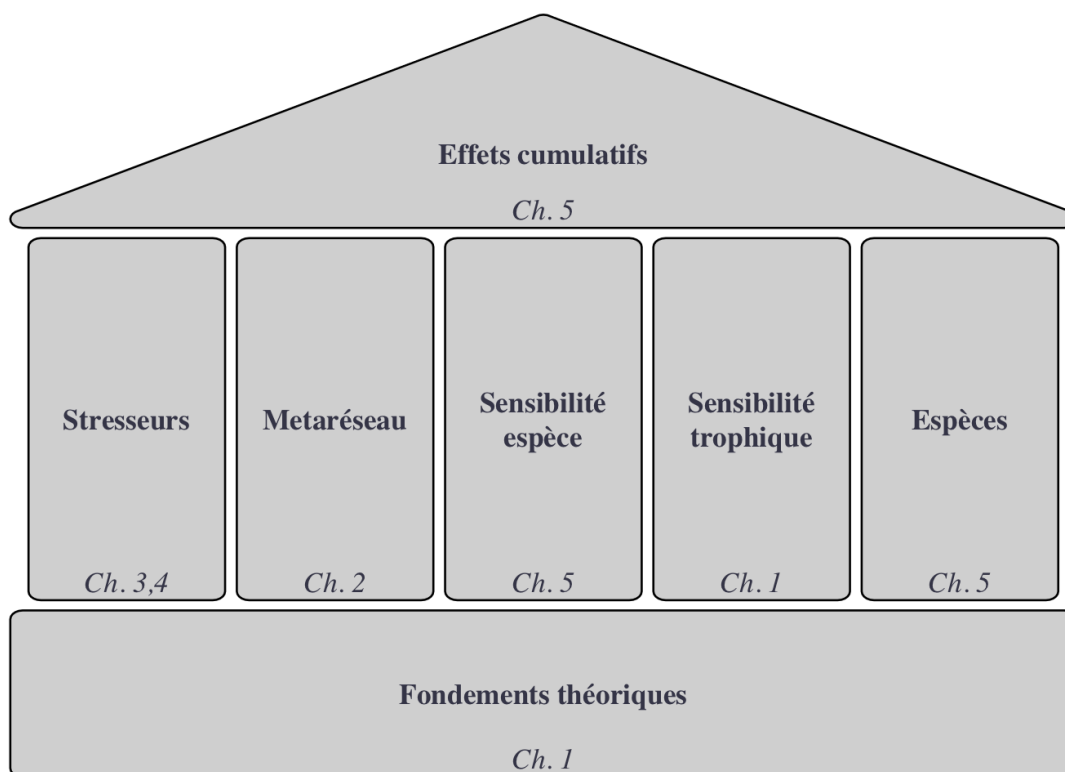 Effets cumulatifs
Ch. 5
Stresseurs
Ch. 3,4
Metaréseau
Ch. 2
Sensibilité
espèce
Ch. 5
Sensibilité
trophique
Ch. 1
Espèces
Ch. 5
Fondements théoriques
Ch. 1